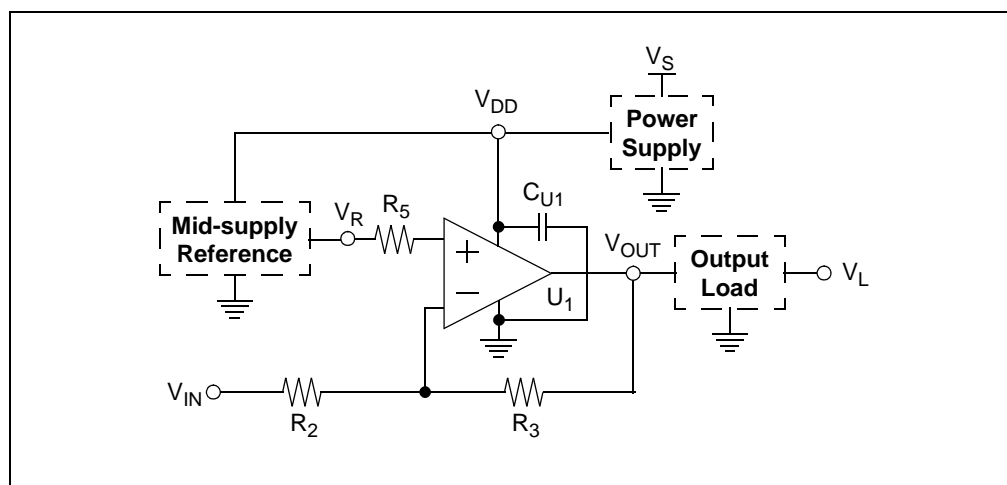 V_S
Power
Supply
V_DD
C_U1
Mid-supply
Reference
V_R
R_5
+
−
U_1
V_OUT
Output
Load
V_L
V_IN
R_2
R_3